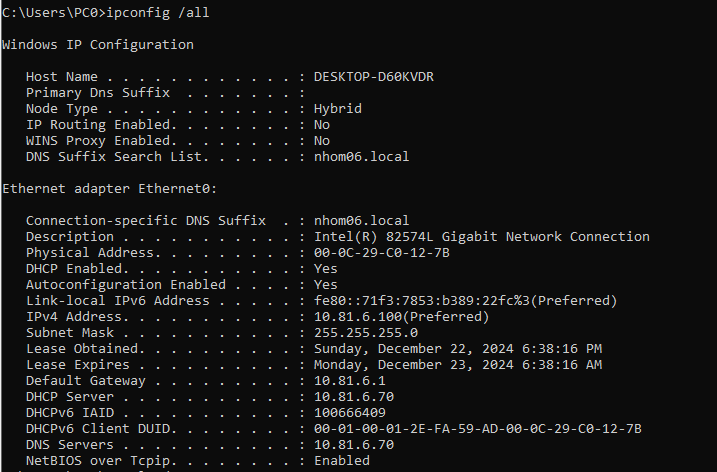 C:\Users\PC0>ipconfig /all
Windows IP Configuration
Host Name . . . . . . . . . . . . : DESKTOP-D60KVDR
Primary Dns Suffix  . . . . . . . :
Node Type . . . . . . . . . . . . : Hybrid
IP Routing Enabled. . . . . . . . : No
WINS Proxy Enabled. . . . . . . . : No
DNS Suffix Search List. . . . . . : nhom06.local
Ethernet adapter Ethernet0:
Connection-specific DNS Suffix  . : nhom06.local
Description . . . . . . . . . . . : Intel(R) 82574L Gigabit Network Connection
Physical Address. . . . . . . . . : 00-0C-29-C0-12-7B
DHCP Enabled. . . . . . . . . . . : Yes
Autoconfiguration Enabled . . . . : Yes
Link-local IPv6 Address . . . . . : fe80::71f3:7853:b389:22fc%3(Preferred)
IPv4 Address. . . . . . . . . . . : 10.81.6.100(Preferred)
Subnet Mask . . . . . . . . . . . : 255.255.255.0
Lease Obtained. . . . . . . . . . : Sunday, December 22, 2024 6:38:16 PM
Lease Expires . . . . . . . . . . : Monday, December 23, 2024 6:38:16 AM
Default Gateway . . . . . . . . . : 10.81.6.1
DHCP Server . . . . . . . . . . . : 10.81.6.70
DHCPv6 IAID . . . . . . . . . . . : 100666409
DHCPv6 Client DUID. . . . . . . . : 00-01-00-01-2E-FA-59-AD-00-0C-29-C0-12-7B
DNS Servers . . . . . . . . . . . : 10.81.6.70
NetBIOS over Tcpip. . . . . . . . : Enabled